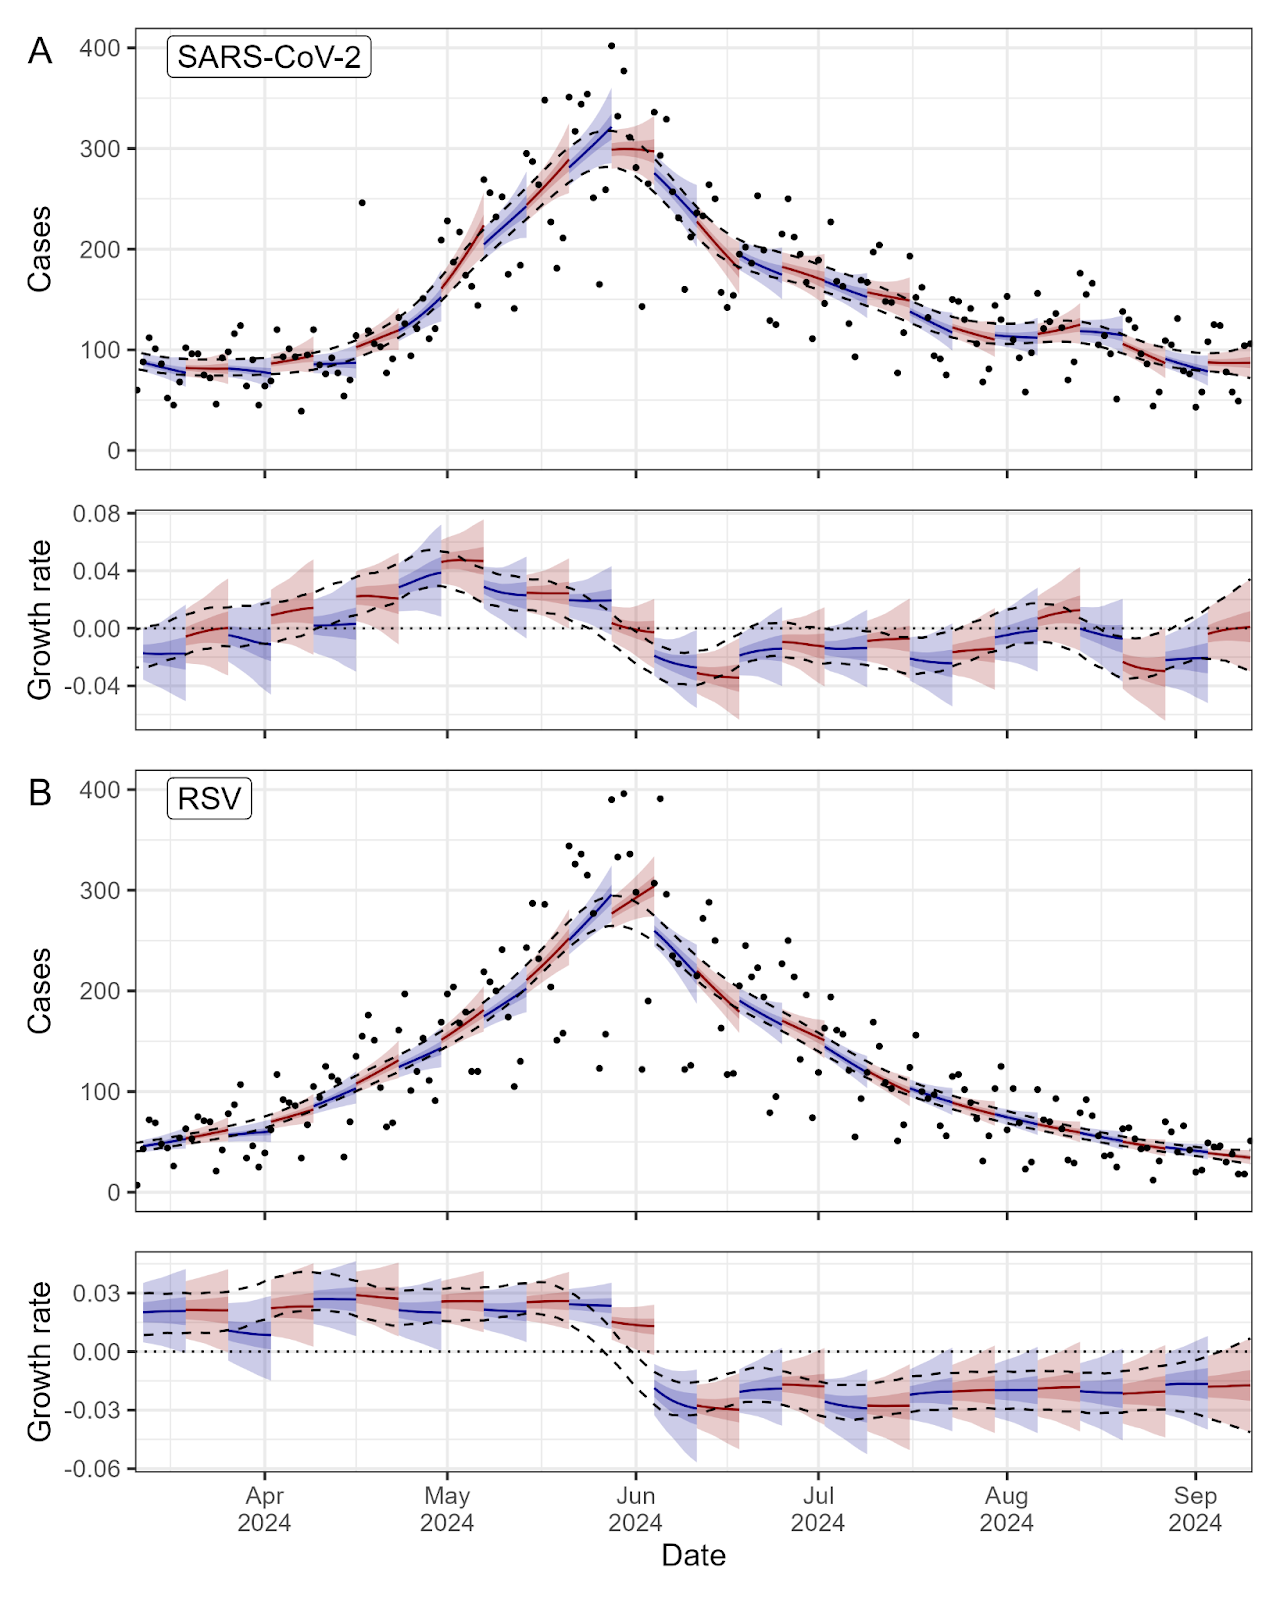 A
SARS-CoV-2
400
300
200
100
0
Cases
0.08
0.04
0.00
-0.04
Growth rate
B
RSV
400
300
200
100
0
Cases
0.03
0.00
-0.03
-0.06
Growth rate
Apr May Jun Jul Aug Sep
2024 2024 2024 2024 2024 2024
Date